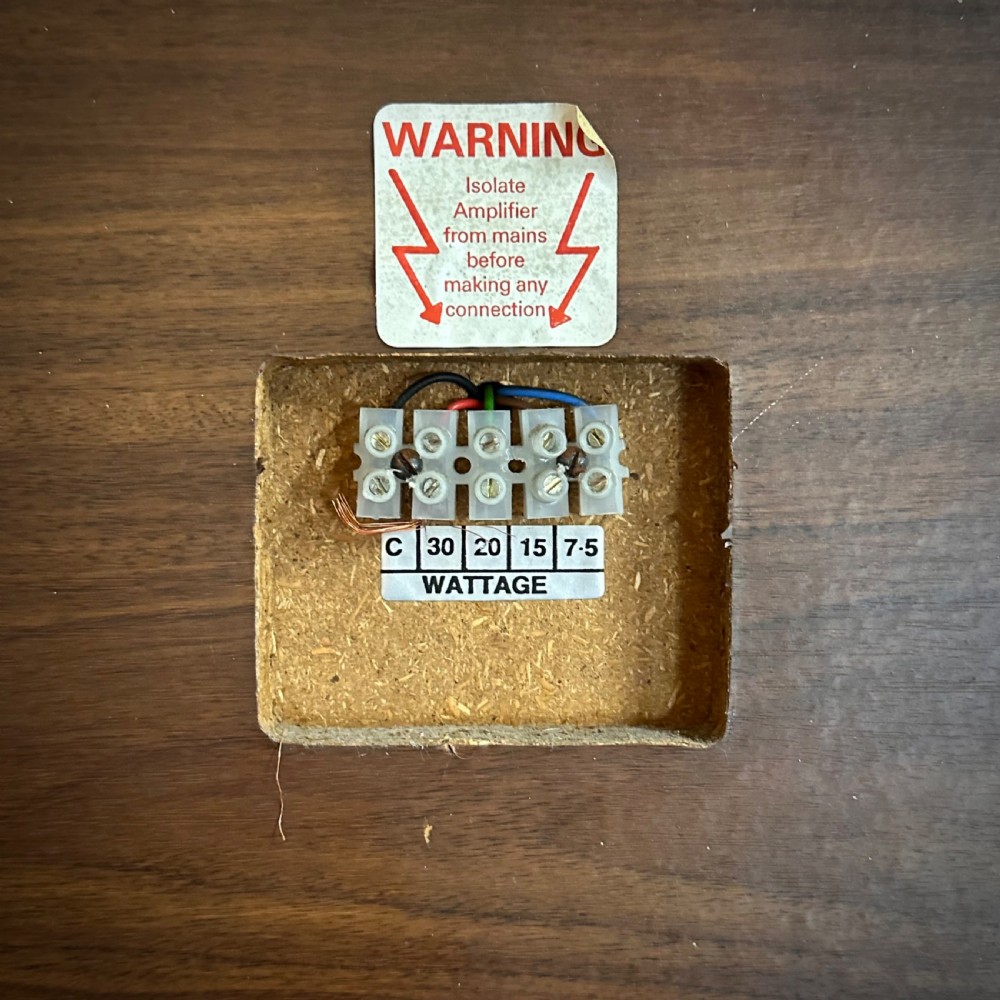 WARNING
Isolate
Amplifier
from mains
before
making any
connection
C 30 20 15 7·5
WATTAGE